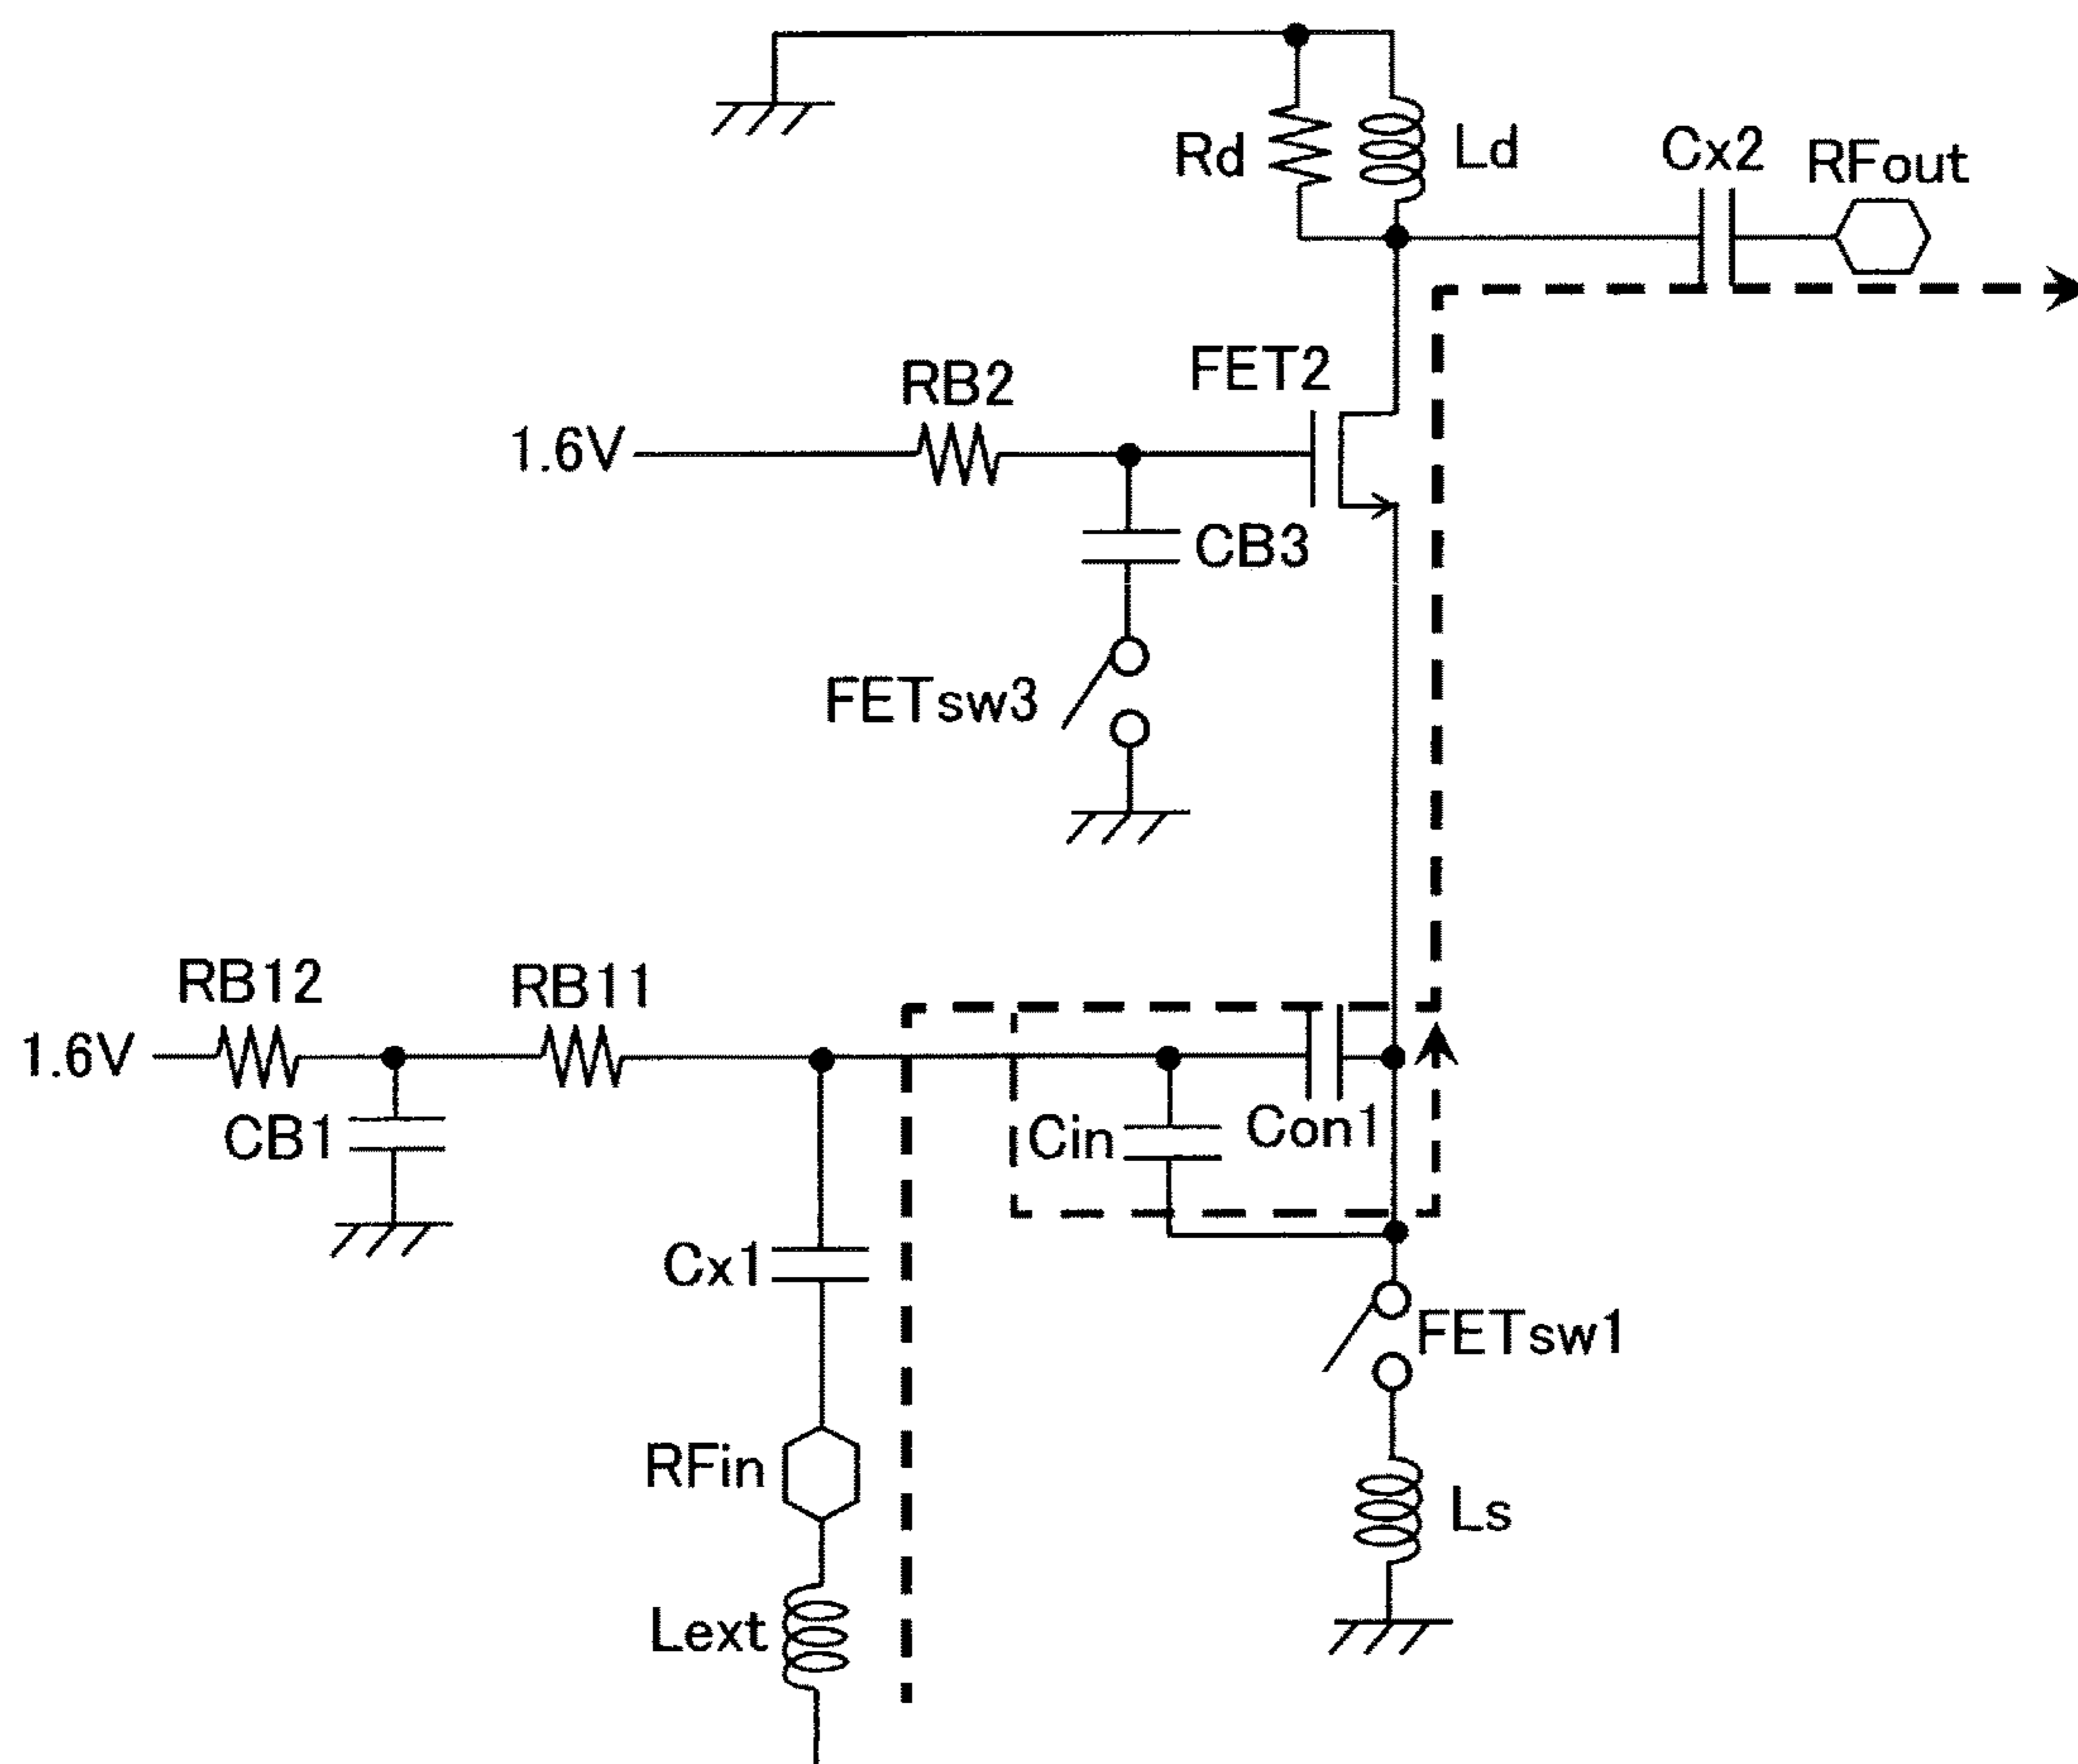 Rd
Ld
Cx2
RFout
RB2
FET2
1.6V
CB3
FETsw3
RB12
RB11
1.6V
CB1
Cin
Con1
Cx1
FETsw1
RFin
Ls
Lext